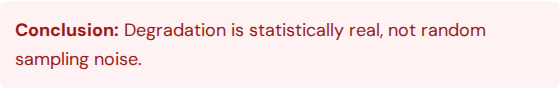 Conclusion: Degradation is statistically real, not random
sampling noise.